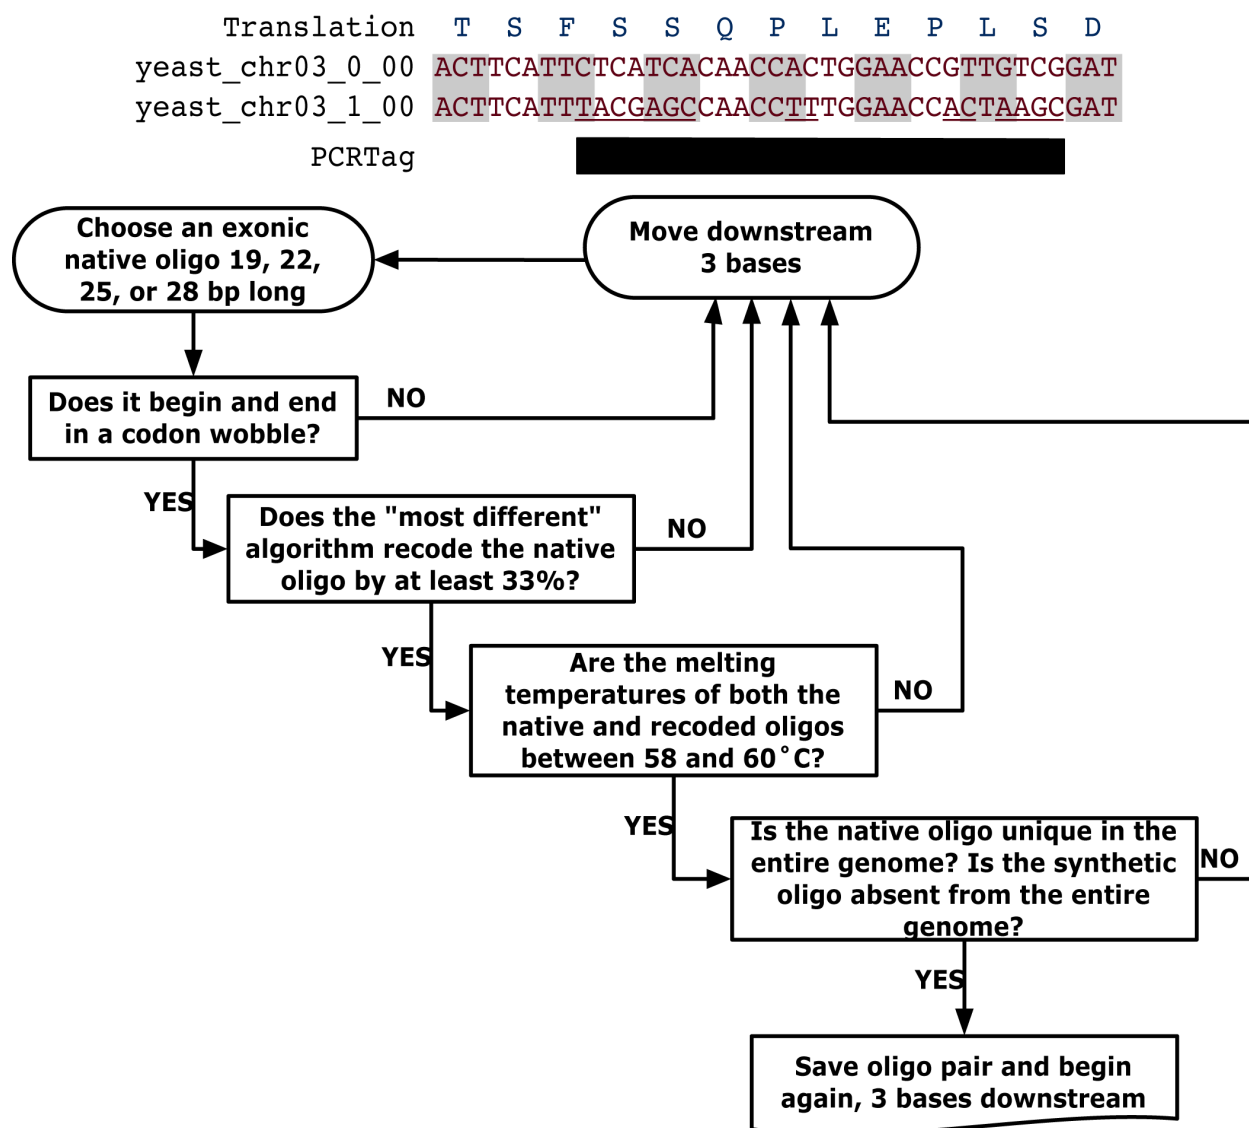 Translation T S F S S Q P L E P L S D
yeast_chr03_0_00 ACTTCATTCTCATCACAACCACTGGAACCGTTGTCGGAT
yeast_chr03_1_00 ACTTCATTTACGAGCCAACCTTTGGAACCACTAAGCGAT
PCRTag
Choose an exonic
native oligo 19, 22,
25, or 28 bp long
Move downstream
3 bases
Does it begin and end
in a codon wobble?
NO
YES
Does the "most different"
algorithm recode the native
oligo by at least 33%?
NO
YES
Are the melting
temperatures of both the
native and recoded oligos
between 58 and 60˚C?
NO
YES
Is the native oligo unique in the
entire genome? Is the synthetic
oligo absent from the entire
genome?
NO
YES
Save oligo pair and begin
again, 3 bases downstream